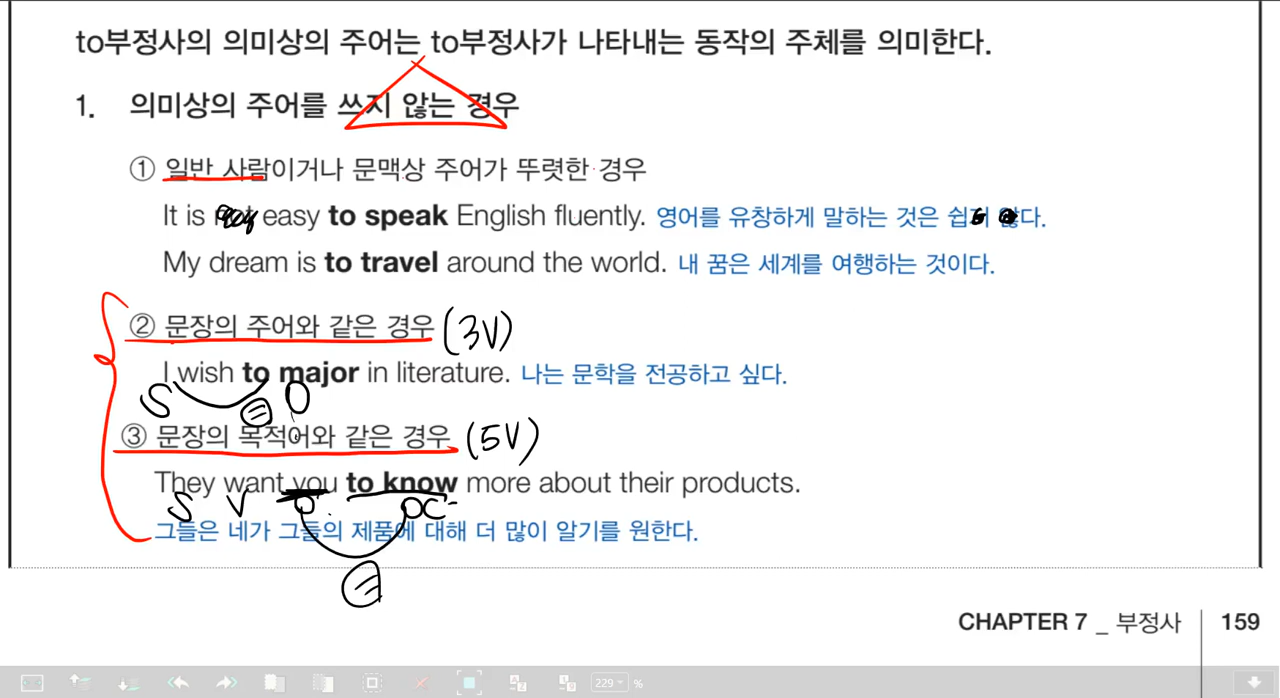 to부정사의 의미상의 주어는 to부정사가 나타내는 동작의 주체를 의미한다.
1. 의미상의 주어를 쓰지 않는 경우
① 일반 사람이거나 문맥상 주어가 뚜렷한 경우
It is easy to speak English fluently. 영어를 유창하게 말하는 것은 쉽다.
My dream is to travel around the world. 내 꿈은 세계를 여행하는 것이다.
② 문장의 주어와 같은 경우 (3V)
I wish to major in literature. 나는 문학을 전공하고 싶다.
S = O
③ 문장의 목적어와 같은 경우 (5V)
They want you to know more about their products.
S V O OC
그들은 네가 그들의 제품에 대해 더 많이 알기를 원한다.
=
CHAPTER 7 _ 부정사 159
229 %